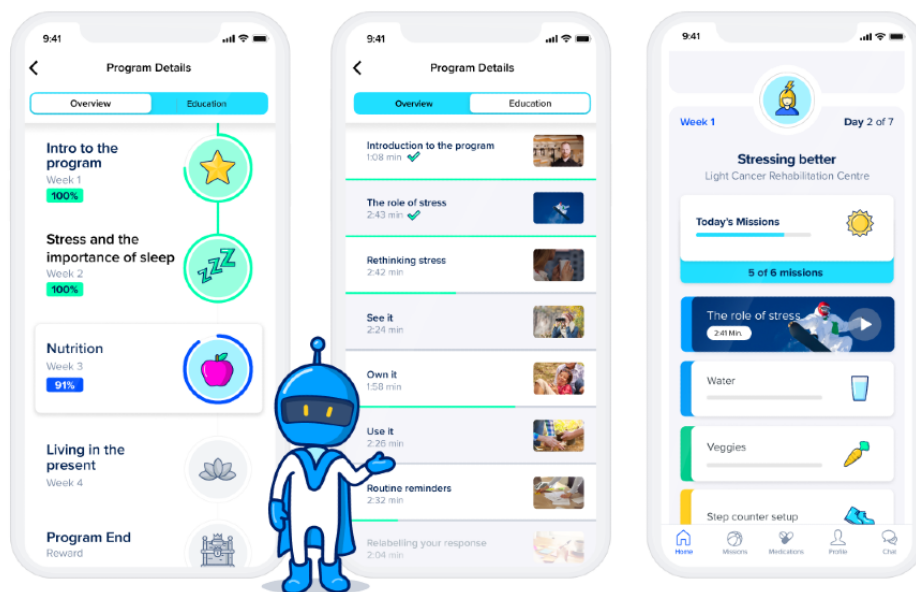 9:41
Program Details
Overview
Education
Intro to the
program
Week 1
100%
Stress and the
importance of sleep
Week 2
100%
Nutrition
Week 3
91%
Living in the
present
Week 4
Program End
Reward
9:41
Program Details
Overview
Education
Introduction to the program
1:08 min
The role of stress
2:43 min
Rethinking stress
2:42 min
See it
2:24 min
Own it
1:58 min
Use it
2:26 min
Routine reminders
2:32 min
Relabelling your response
2:04 min
9:41
Week 1
Day 2 of 7
Stressing better
Light Cancer Rehabilitation Centre
Today's Missions
5 of 6 missions
The role of stress
2:41 Min.
Water
Veggies
Step counter setup
Home
Missions
Medications
Profile
Chat